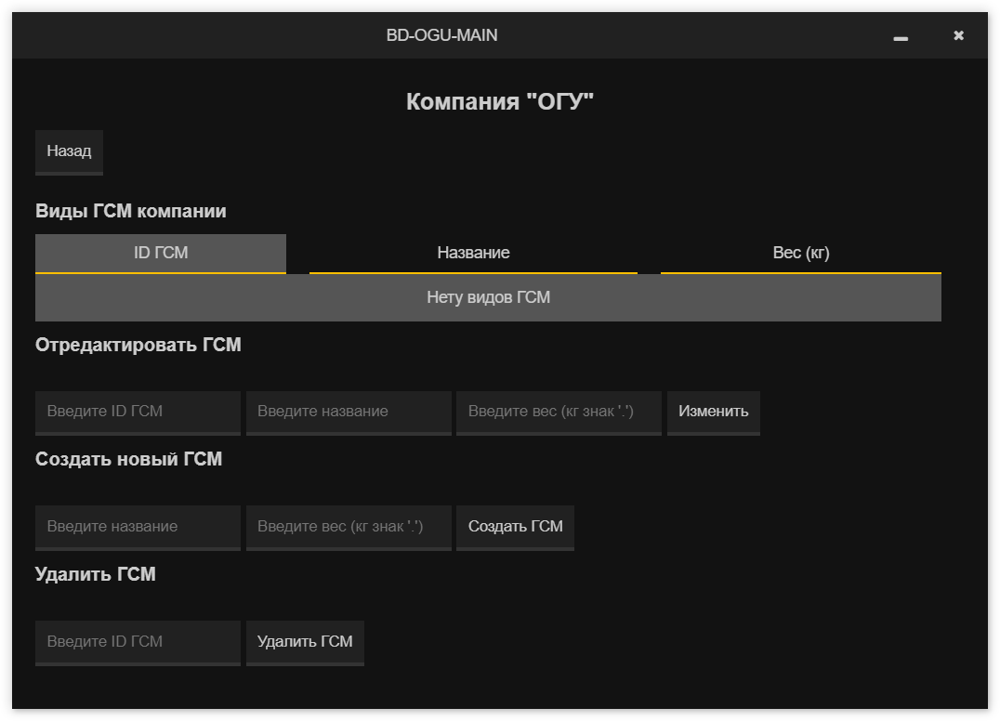 BD-OGU-MAIN
Компания "ОГУ"
Назад
Виды ГСМ компании
ID ГСМ Название Вес (кг)
Нету видов ГСМ
Отредактировать ГСМ
Введите ID ГСМ Введите название Введите вес (кг знак '.') Изменить
Создать новый ГСМ
Введите название Введите вес (кг знак '.') Создать ГСМ
Удалить ГСМ
Введите ID ГСМ Удалить ГСМ